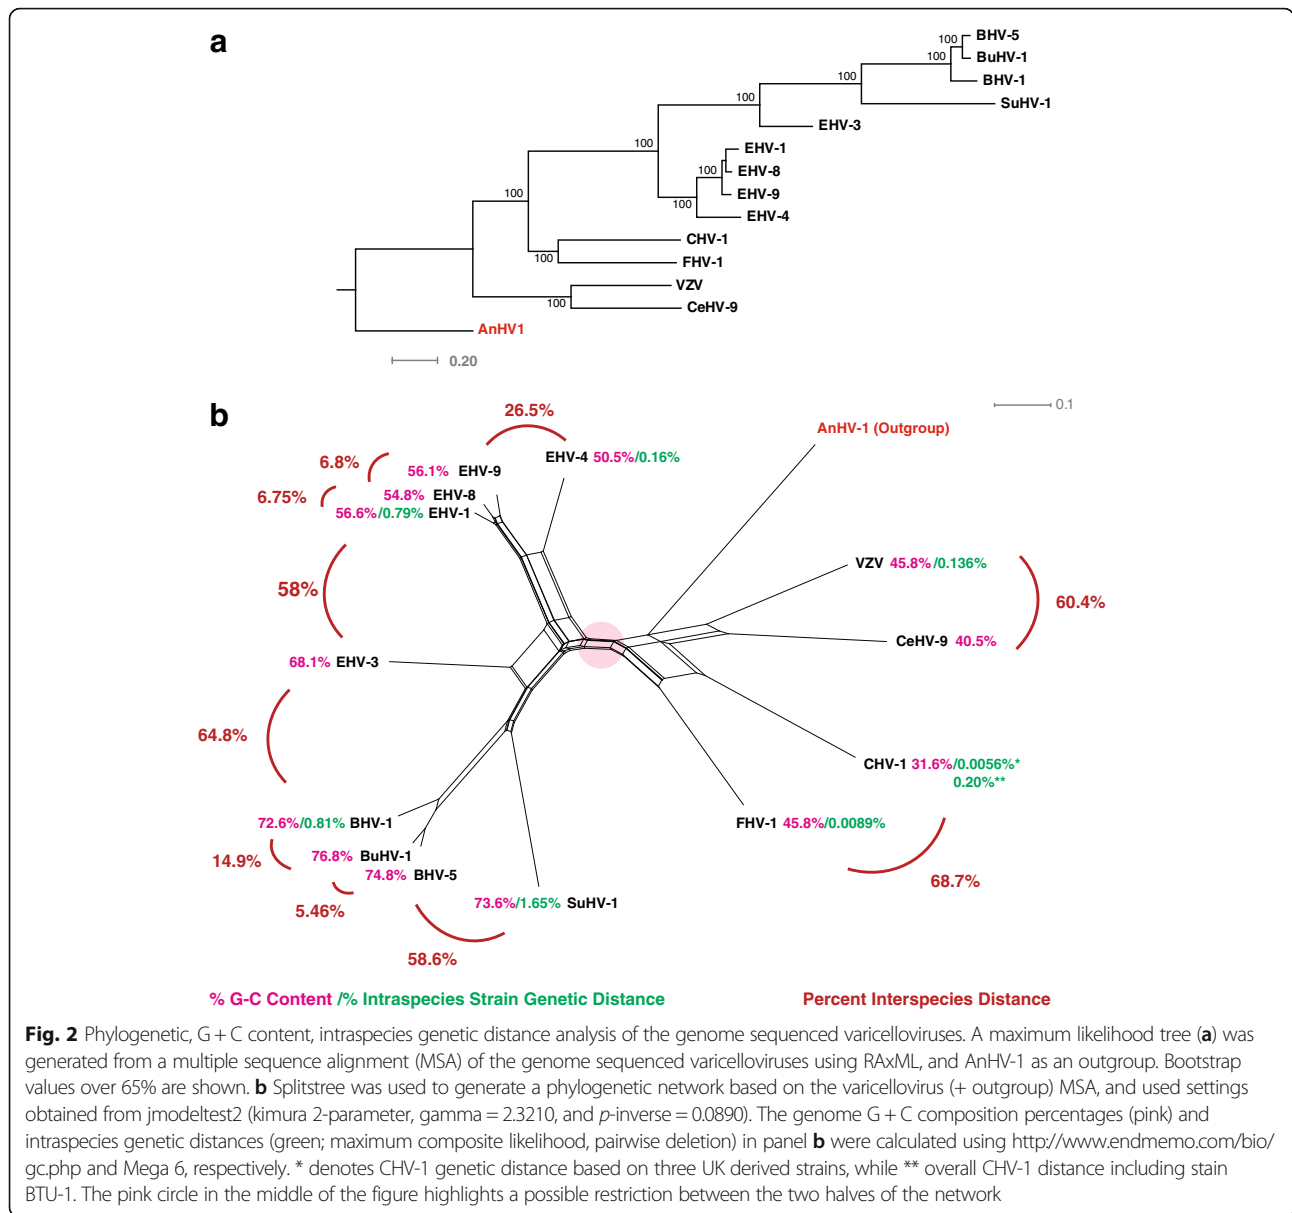 a
100
BHV-5
BuHV-1
100
BHV-1
100
SuHV-1
100
EHV-3
100
EHV-1
100
EHV-8
EHV-9
100
EHV-4
100
CHV-1
100
FHV-1
VZV
100
CeHV-9
AnHV1
0.20
b
0.1
26.5%
AnHV-1 (Outgroup)
6.8%
56.1% EHV-9
EHV-4 50.5%/0.16%
6.75%
54.8% EHV-8
56.6%/0.79% EHV-1
58%
VZV 45.8%/0.136%
60.4%
CeHV-9 40.5%
68.1% EHV-3
64.8%
CHV-1 31.6%/0.0056%*
0.20%**
72.6%/0.81% BHV-1
FHV-1 45.8%/0.0089%
14.9%
76.8% BuHV-1
74.8% BHV-5
68.7%
5.46%
73.6%/1.65% SuHV-1
58.6%
% G-C Content /% Intraspecies Strain Genetic Distance
Percent Interspecies Distance
Fig. 2 Phylogenetic, G + C content, intraspecies genetic distance analysis of the genome sequenced varicelloviruses. A maximum likelihood tree (a) was
generated from a multiple sequence alignment (MSA) of the genome sequenced varicelloviruses using RAxML, and AnHV-1 as an outgroup. Bootstrap
values over 65% are shown. b Splitstree was used to generate a phylogenetic network based on the varicellovirus (+ outgroup) MSA, and used settings
obtained from jmodeltest2 (kimura 2-parameter, gamma = 2.3210, and p-inverse = 0.0890). The genome G + C composition percentages (pink) and
intraspecies genetic distances (green; maximum composite likelihood, pairwise deletion) in panel b were calculated using http://www.endmemo.com/bio/
gc.php and Mega 6, respectively. * denotes CHV-1 genetic distance based on three UK derived strains, while ** overall CHV-1 distance including stain
BTU-1. The pink circle in the middle of the figure highlights a possible restriction between the two halves of the network